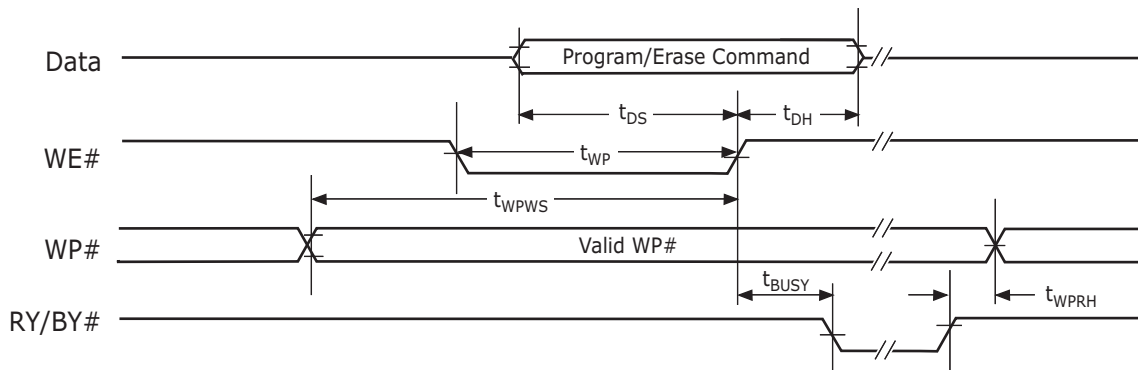 Data
Program/Erase Command
tDS
tDH
WE#
tWP
tWPWS
WP#
Valid WP#
tBUSY
tWPRH
RY/BY#